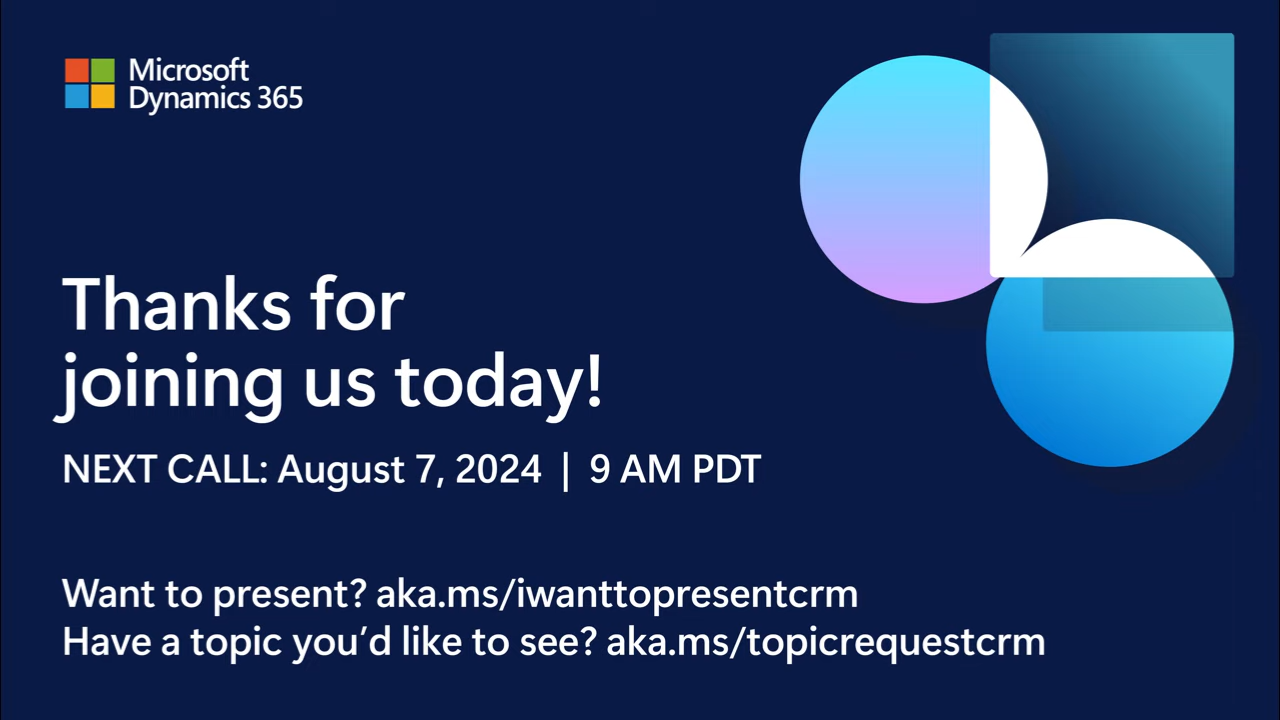 Microsoft
Dynamics 365
Thanks for
joining us today!
NEXT CALL: August 7, 2024 | 9 AM PDT
Want to present? aka.ms/iwanttopresentcrm
Have a topic you’d like to see? aka.ms/topicrequestcrm